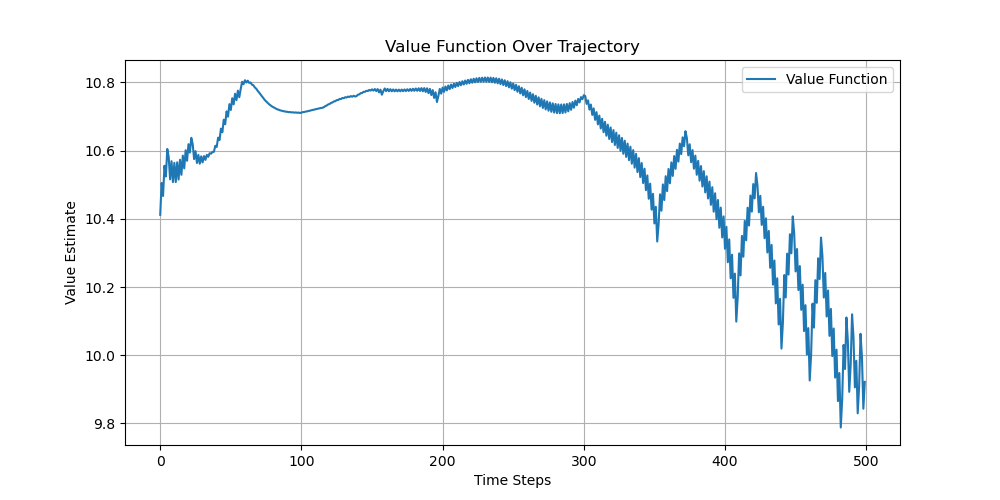 Value Function Over Trajectory
Value Function
Value Estimate
10.8
10.6
10.4
10.2
10.0
9.8
0 100 200 300 400 500
Time Steps